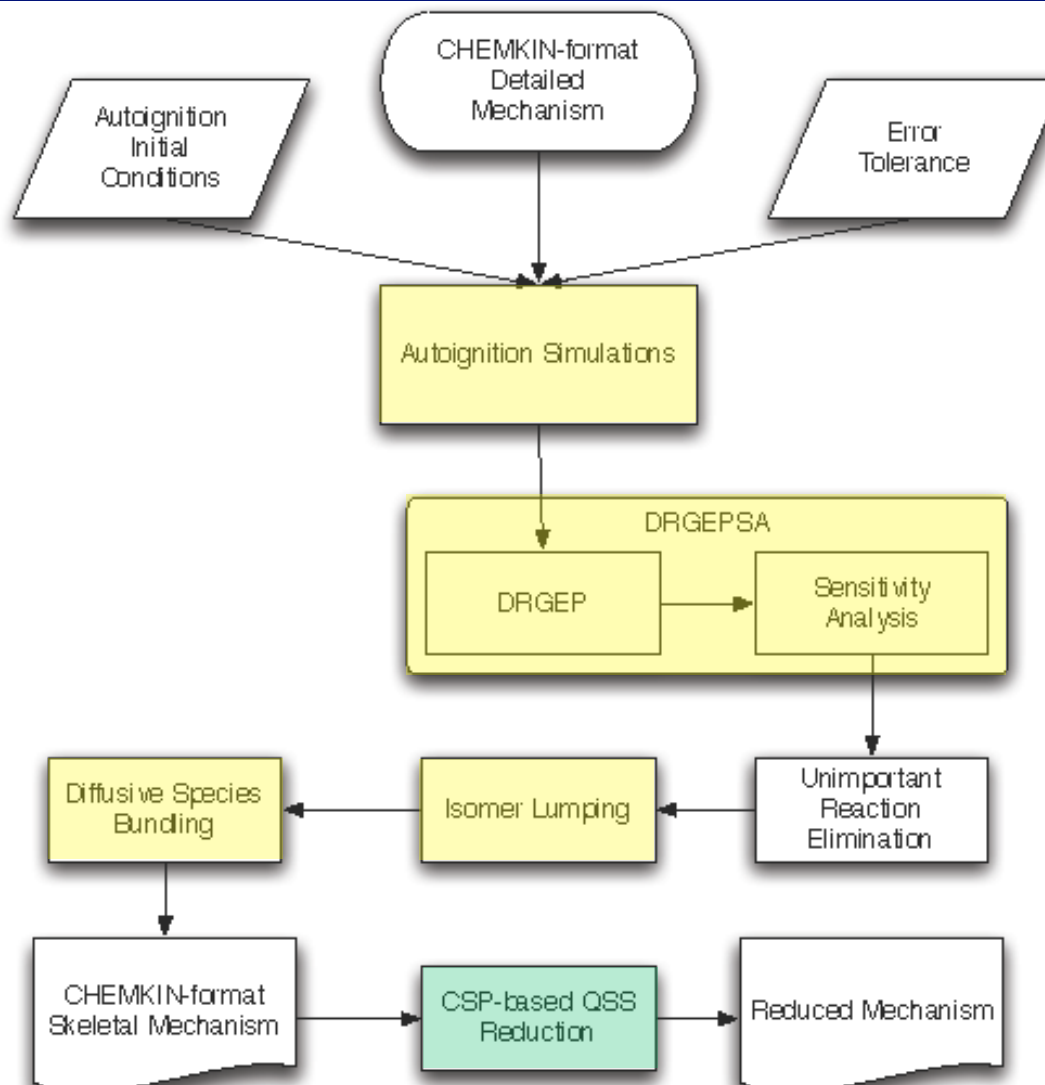 CHEMKIN-format
Detailed
Mechanism
Autoignition
Initial
Conditions
Error
Tolerance
Autoignition Simulations
DRGEPSA
DRGEP
Sensitivity
Analysis
Diffusive Species
Bundling
Isomer Lumping
Unimportant
Reaction
Elimination
CHEMKIN-format
Skeletal Mechanism
CSP-based QSS
Reduction
Reduced Mechanism